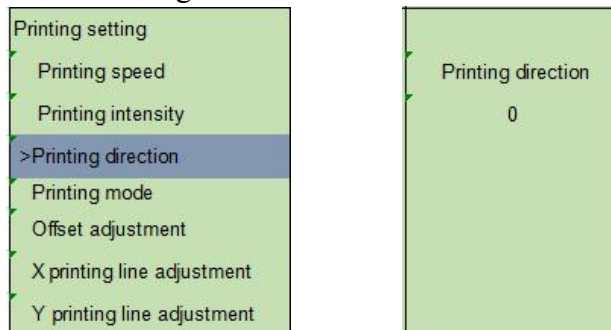 Printing setting
Printing speed
Printing intensity
>Printing direction
Printing mode
Offset adjustment
X printing line adjustment
Y printing line adjustment
Printing direction
0